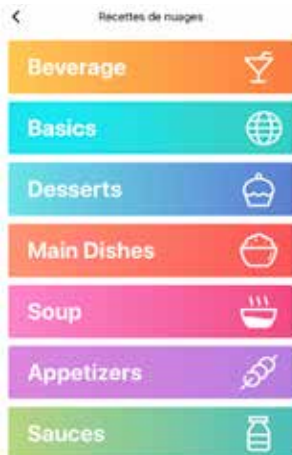 Recettes de nuages
Beverage
Basics
Desserts
Main Dishes
Soup
Appetizers
Sauces